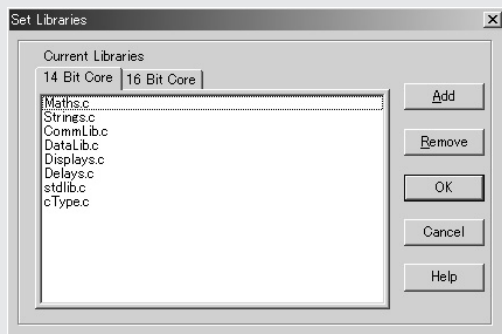 Set Libraries
Current Libraries
14 Bit Core
16 Bit Core
Maths.c
Strings.c
CommLib.c
DataLib.c
Displays.c
Delays.c
stdlib.c
cType.c
Add
Remove
OK
Cancel
Help